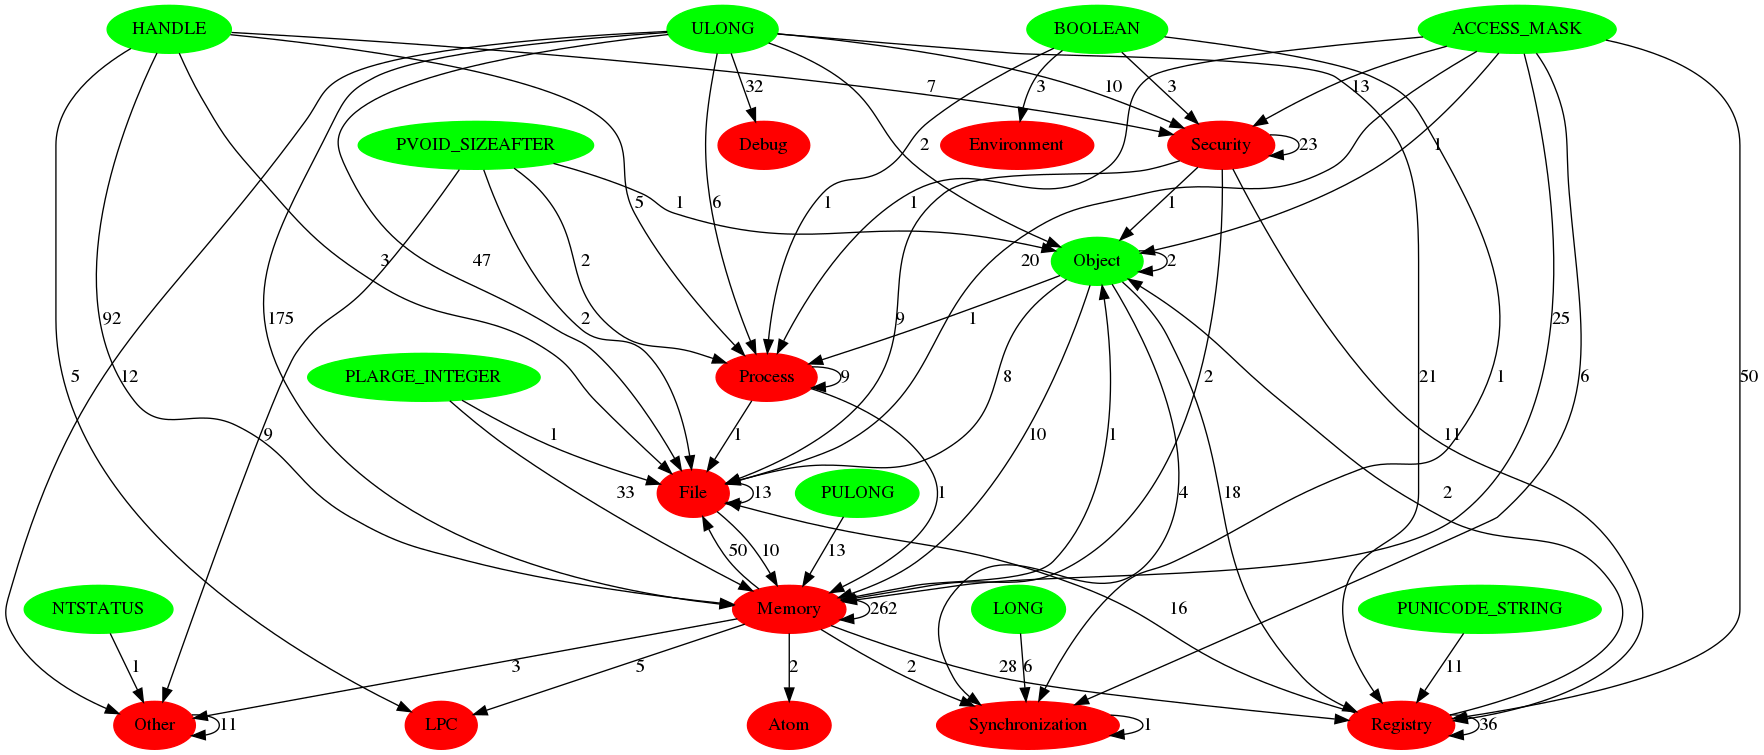 HANDLE ULONG BOOLEAN ACCESS_MASK
32 7 10 3 3 13
PVOID_SIZEAFTER Debug Environment Security 23 2 1
5 6 1 1 1 1
3 47 2 20 Object 2
92 175 2 9 1 25
5 12 PLARGE_INTEGER Process 9 8 2 21 1 6 50
9 1 1 11
33 File 13 PULONG 1 10 1 4 18 2
50 10 13
NTSTATUS Memory 262 LONG 16 PUNICODE_STRING
1 3 5 2 2 28 6 11
Other 11 LPC Atom Synchronization 1 Registry 36